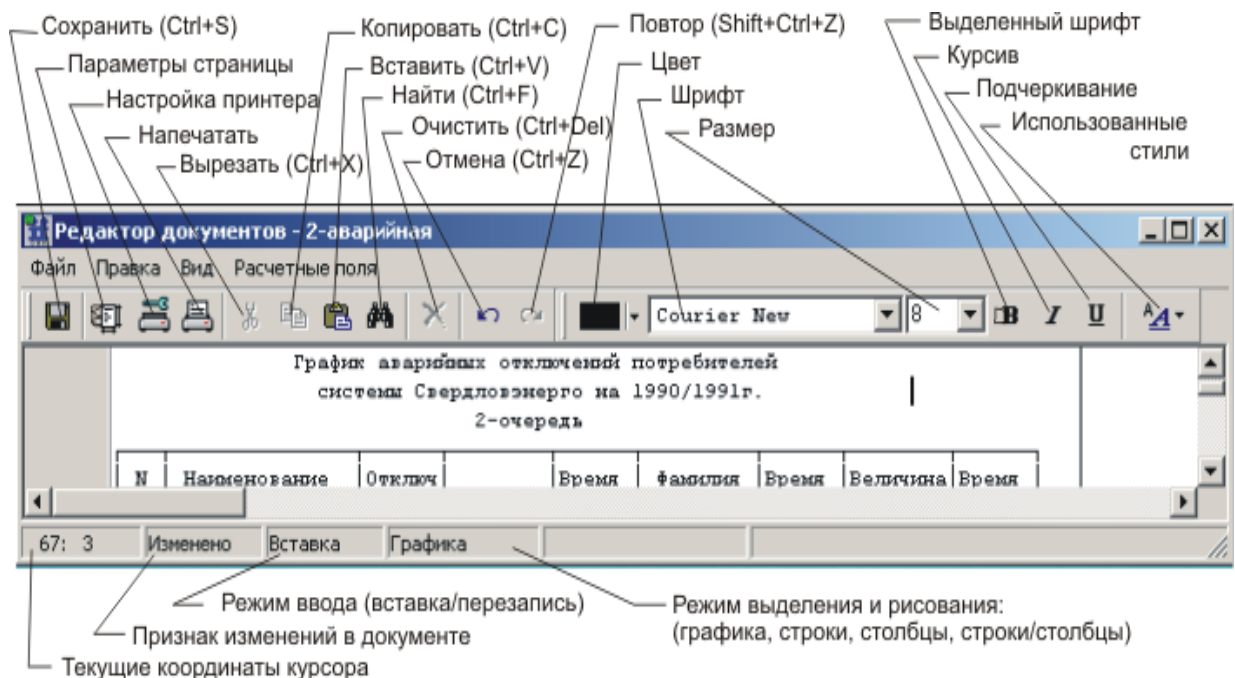 Сохранить (Ctrl+S)
Копировать (Ctrl+C)
Повтор (Shift+Ctrl+Z)
Выделенный шрифт
Параметры страницы
Вставить (Ctrl+V)
Цвет
Курсив
Настройка принтера
Найти (Ctrl+F)
Шрифт
Подчеркивание
Напечатать
Очистить (Ctrl+Del)
Размер
Использованные
стили
Вырезать (Ctrl+X)
Отмена (Ctrl+Z)
Редактор документов - 2-аварийная
Файл Правка Вид Расчетные поля
Courier New 8 B I U A A
График аварийных отключений потребителей
системы Свердловэнерго на 1990/1991г.
2-очередь
N Наименование Отключ Время Фамилия Время Величина Время
67: 3 Изменено Вставка Графика
Режим ввода (вставка/перезапись)
Режим выделения и рисования:
(графика, строки, столбцы, строки/столбцы)
Признак изменений в документе
Текущие координаты курсора